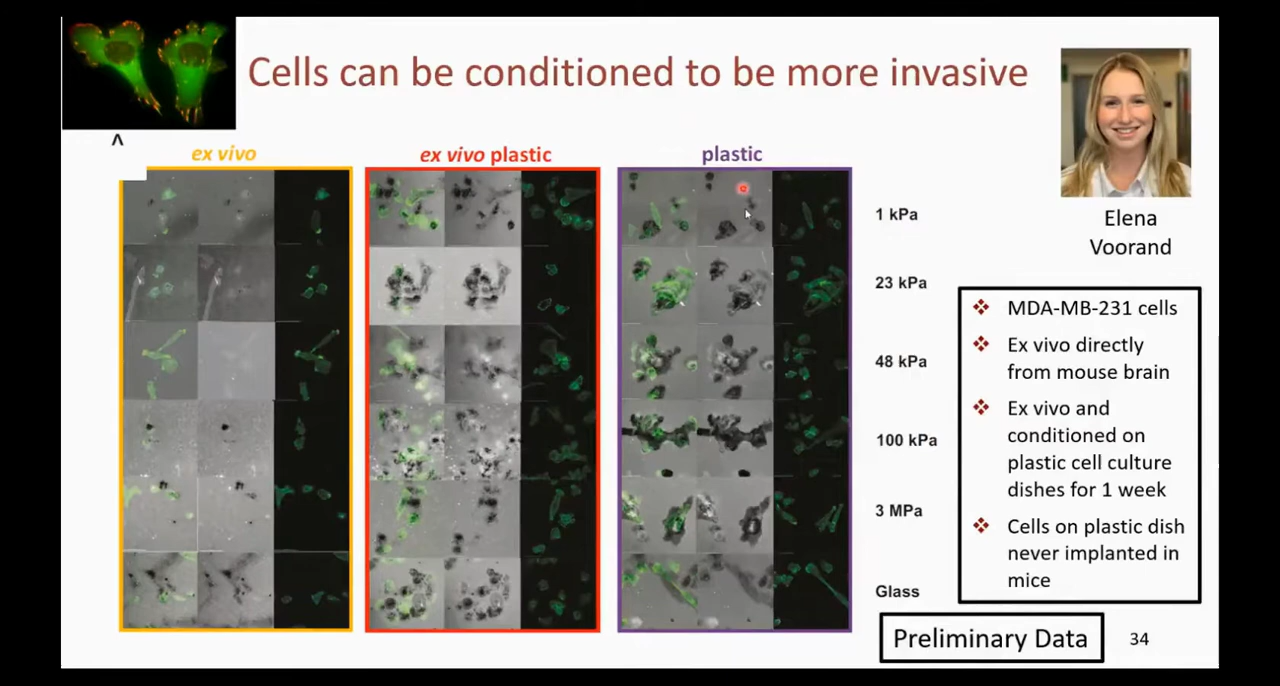 Cells can be conditioned to be more invasive
^
ex vivo
ex vivo plastic
plastic
1 kPa
23 kPa
48 kPa
100 kPa
3 MPa
Glass
Elena
Voorand
❖ MDA-MB-231 cells
❖ Ex vivo directly
from mouse brain
❖ Ex vivo and
conditioned on
plastic cell culture
dishes for 1 week
❖ Cells on plastic dish
never implanted in
mice
Preliminary Data
34